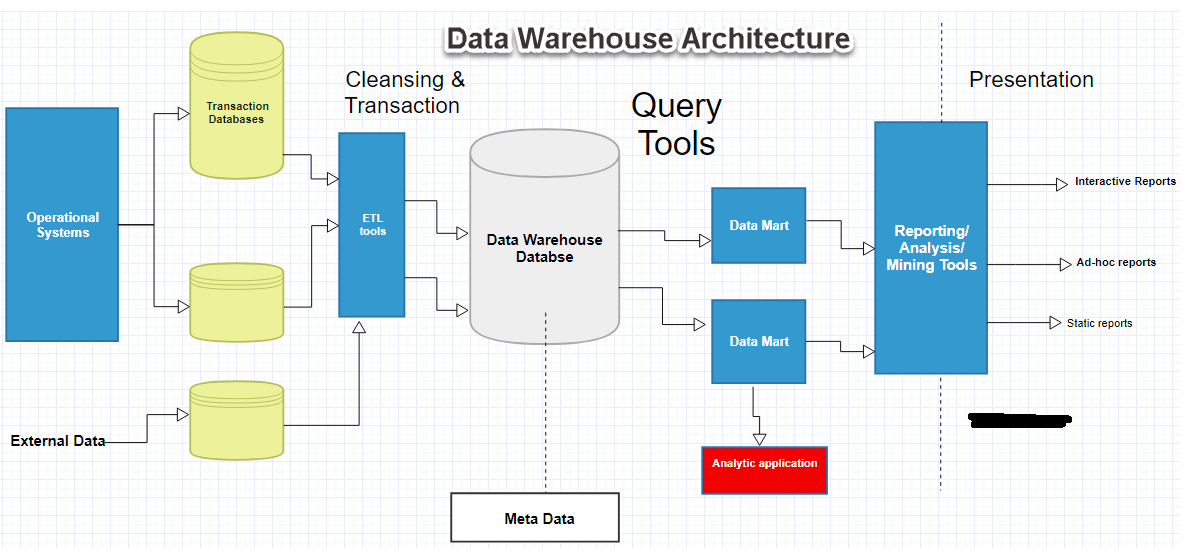 Data Warehouse Architecture
Cleansing &
Transaction
Query
Tools
Presentation
Transaction
Databases
Operational
Systems
ETL
tools
Data Warehouse
Databse
Data Mart
Data Mart
Reporting/
Analysis/
Mining Tools
Interactive Reports
Ad-hoc reports
Static reports
External Data
Analytic application
Meta Data